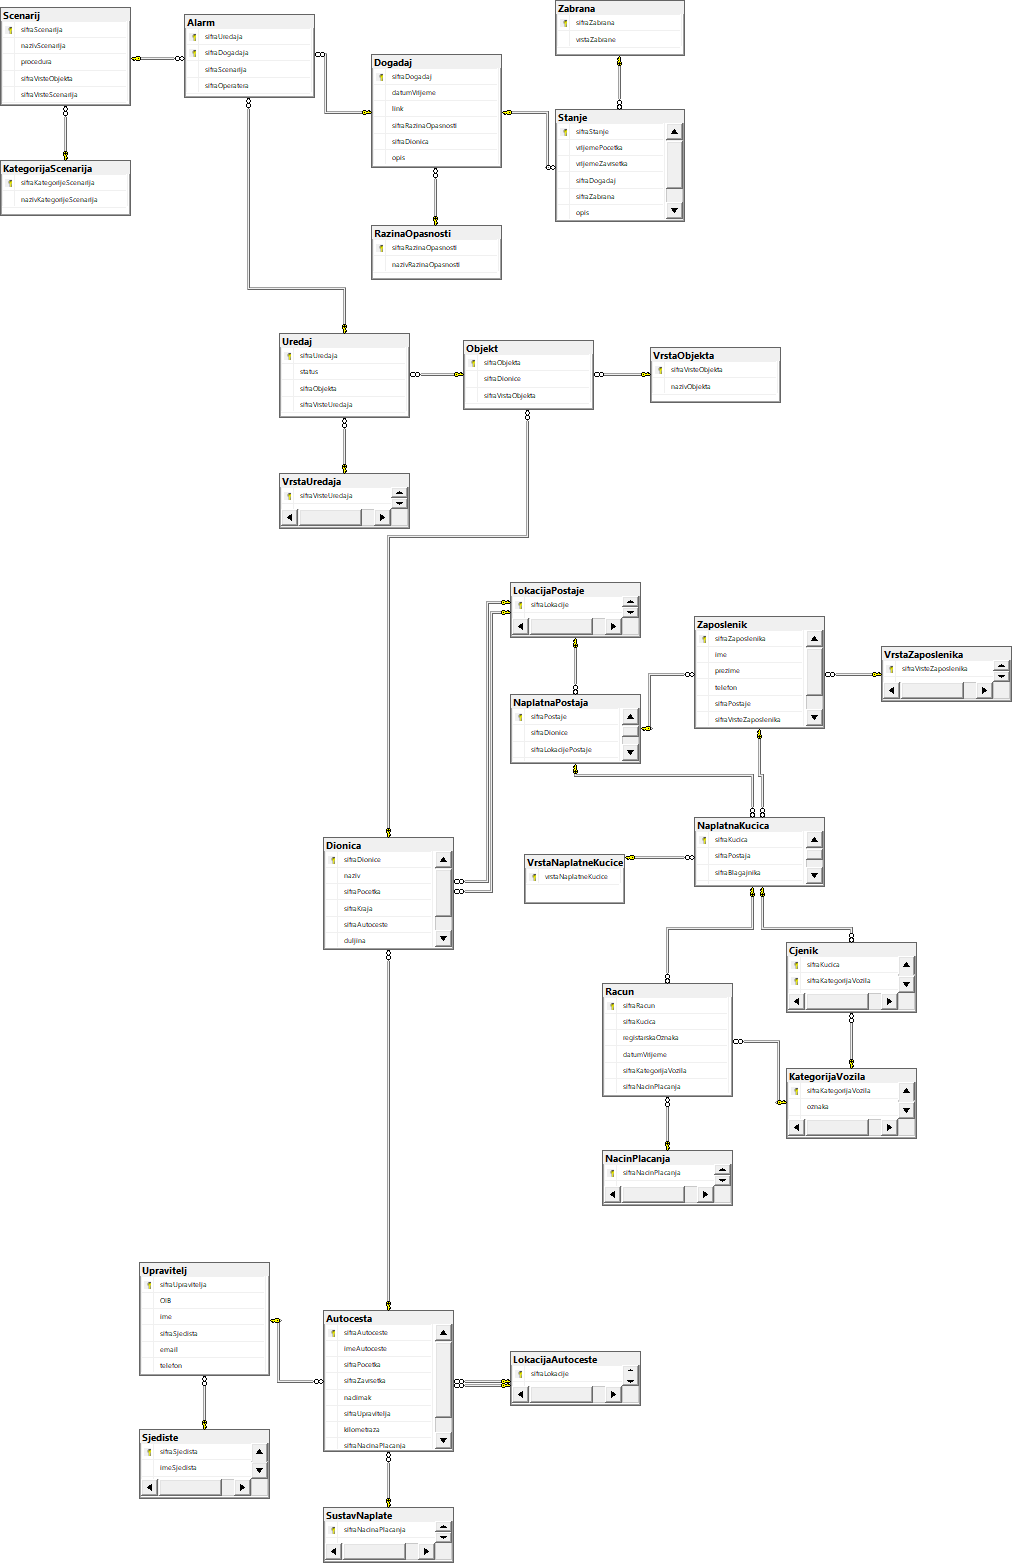 Scenarij
sifraScenarija
nazivScenarija
procedura
sifraVrsteObjekta
sifraVrsteScenarija
KategorijaScenarija
sifraKategorijeScenarija
nazivKategorijeScenarija
Alarm
sifraUredaja
sifraDogadaja
sifraScenarija
sifraOperatera
Dogadaj
sifraDogadaj
datumVrijeme
link
sifraRazinaOpasnosti
sifraDionica
opis
RazinaOpasnosti
sifraRazinaOpasnosti
nazivRazinaOpasnosti
Zabrana
sifraZabrana
vrstaZabrane
Stanje
sifraStanje
vrijemePocetka
vrijemeZavrsetka
sifraDogadaj
sifraZabrana
opis
Uredaj
sifraUredaja
status
sifraObjekta
sifraVrsteUredaja
VrstaUredaja
sifraVrsteUredaja
Objekt
sifraObjekta
sifraDionice
sifraVrstaObjekta
VrstaObjekta
sifraVrsteObjekta
nazivObjekta
LokacijaPostaje
sifraLokacije
NaplatnaPostaja
sifraPostaje
sifraDionice
sifraLokacijePostaje
Zaposlenik
sifraZaposlenika
ime
prezime
telefon
sifraPostaje
sifraVrsteZaposlenika
VrstaZaposlenika
sifraVrsteZaposlenika
NaplatnaKucica
sifraKucica
sifraPostaja
sifraBlagajnika
VrstaNaplatneKucice
vrstaNaplatneKucice
Dionica
sifraDionice
naziv
sifraPocetka
sifraKraja
sifraAutoceste
duljina
Cjenik
sifraKucica
sifraKategorijaVozila
Racun
sifraRacun
sifraKucica
registarskaOznaka
datumVrijeme
sifraKategorijaVozila
sifraNacinPlacanja
KategorijaVozila
sifraKategorijaVozila
oznaka
NacinPlacanja
sifraNacinPlacanja
Upravitelj
sifraUpravitelja
OIB
ime
sifraSjedista
email
telefon
Sjediste
sifraSjedista
imeSjedista
Autocesta
sifraAutoceste
imeAutoceste
sifraPocetka
sifraZavrsetka
nadimak
sifraUpravitelja
kilometraza
sifraNacinaPlacanja
LokacijaAutoceste
sifraLokacije
SustavNaplate
sifraNacinaPlacanja